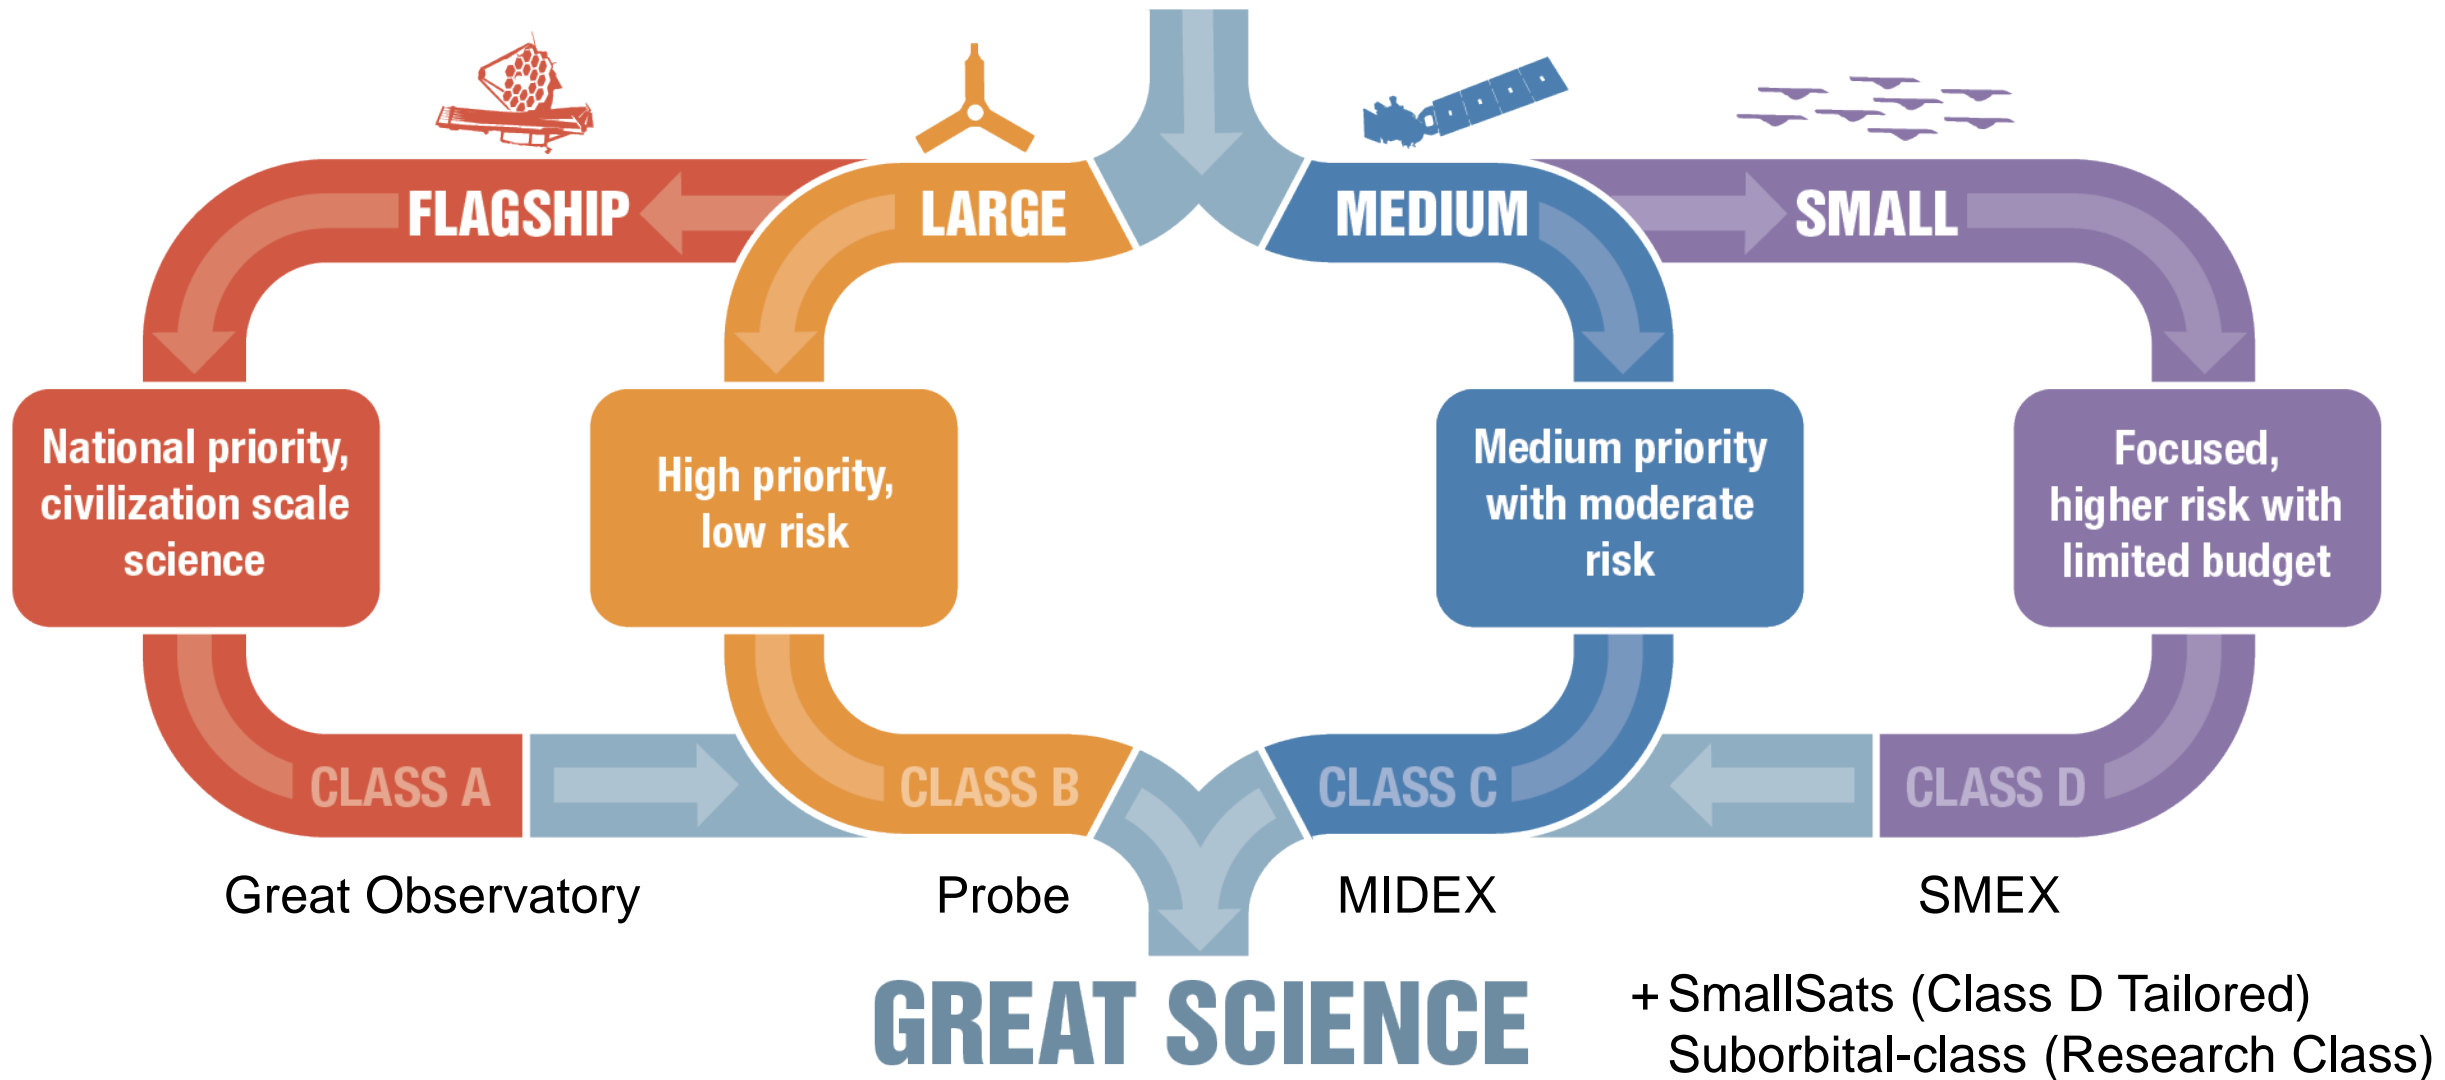 FLAGSHIP
LARGE
MEDIUM
SMALL
National priority,
civilization scale
science
High priority,
low risk
Medium priority
with moderate
risk
Focused,
higher risk with
limited budget
CLASS A
CLASS B
CLASS C
CLASS D
Great Observatory
Probe
MIDEX
SMEX
GREAT SCIENCE
+ SmallSats (Class D Tailored)
Suborbital-class (Research Class)